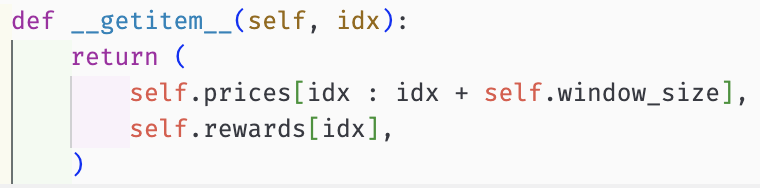 def __getitem__(self, idx):
    return (
        self.prices[idx : idx + self.window_size],
        self.rewards[idx],
    )